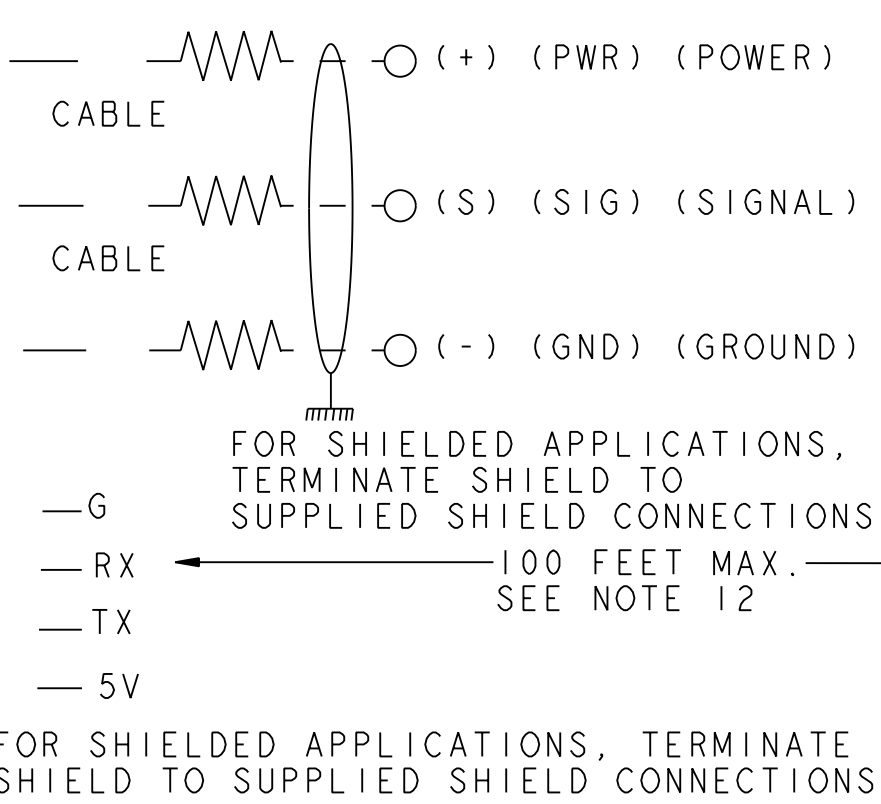 (+) (PWR) (POWER)
CABLE
(S) (SIG) (SIGNAL)
CABLE
(-) (GND) (GROUND)
FOR SHIELDED APPLICATIONS,
TERMINATE SHIELD TO
SUPPLIED SHIELD CONNECTIONS
G
RX
100 FEET MAX.
SEE NOTE 12
TX
5V
FOR SHIELDED APPLICATIONS, TERMINATE
SHIELD TO SUPPLIED SHIELD CONNECTIONS